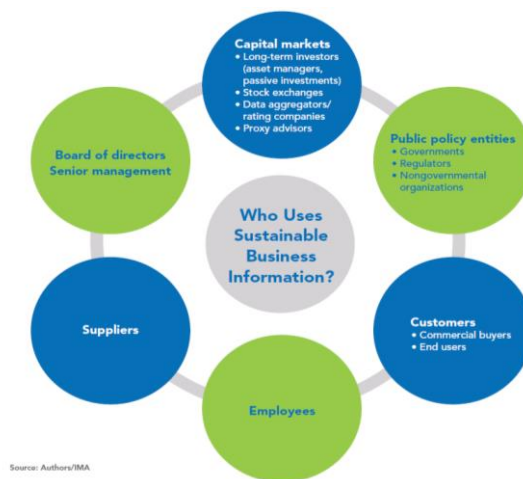 Capital markets
• Long-term investors
(asset managers,
passive investments)
• Stock exchanges
• Data aggregators/
rating companies
• Proxy advisors
Public policy entities
• Governments
• Regulators
• Nongovernmental
organizations
Board of directors
Senior management
Who Uses
Sustainable
Business
Information?
Suppliers
Customers
• Commercial buyers
• End users
Employees
Source: Authors/IMA